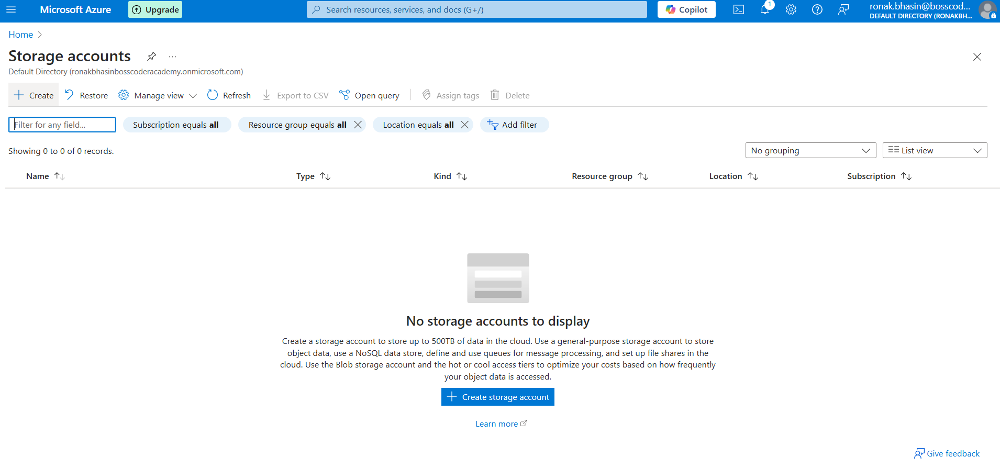 Microsoft Azure
Upgrade
Search resources, services, and docs (G+/)
Copilot
1
ronak.bhasin@bosscod...
DEFAULT DIRECTORY (RONAKBH...
Home
Storage accounts
...
Default Directory (ronakbhasinbosscoderacademy.onmicrosoft.com)
Create
Restore
Manage view
Refresh
Export to CSV
Open query
Assign tags
Delete
Filter for any field...
Subscription equals all
Resource group equals all
Location equals all
Add filter
Showing 0 to 0 of 0 records.
No grouping
List view
Name
Type
Kind
Resource group
Location
Subscription
No storage accounts to display
Create a storage account to store up to 500TB of data in the cloud. Use a general-purpose storage account to store
object data, use a NoSQL data store, define and use queues for message processing, and set up file shares in the
cloud. Use the Blob storage account and the hot or cool access tiers to optimize your costs based on how frequently
your object data is accessed.
Create storage account
Learn more
Give feedback